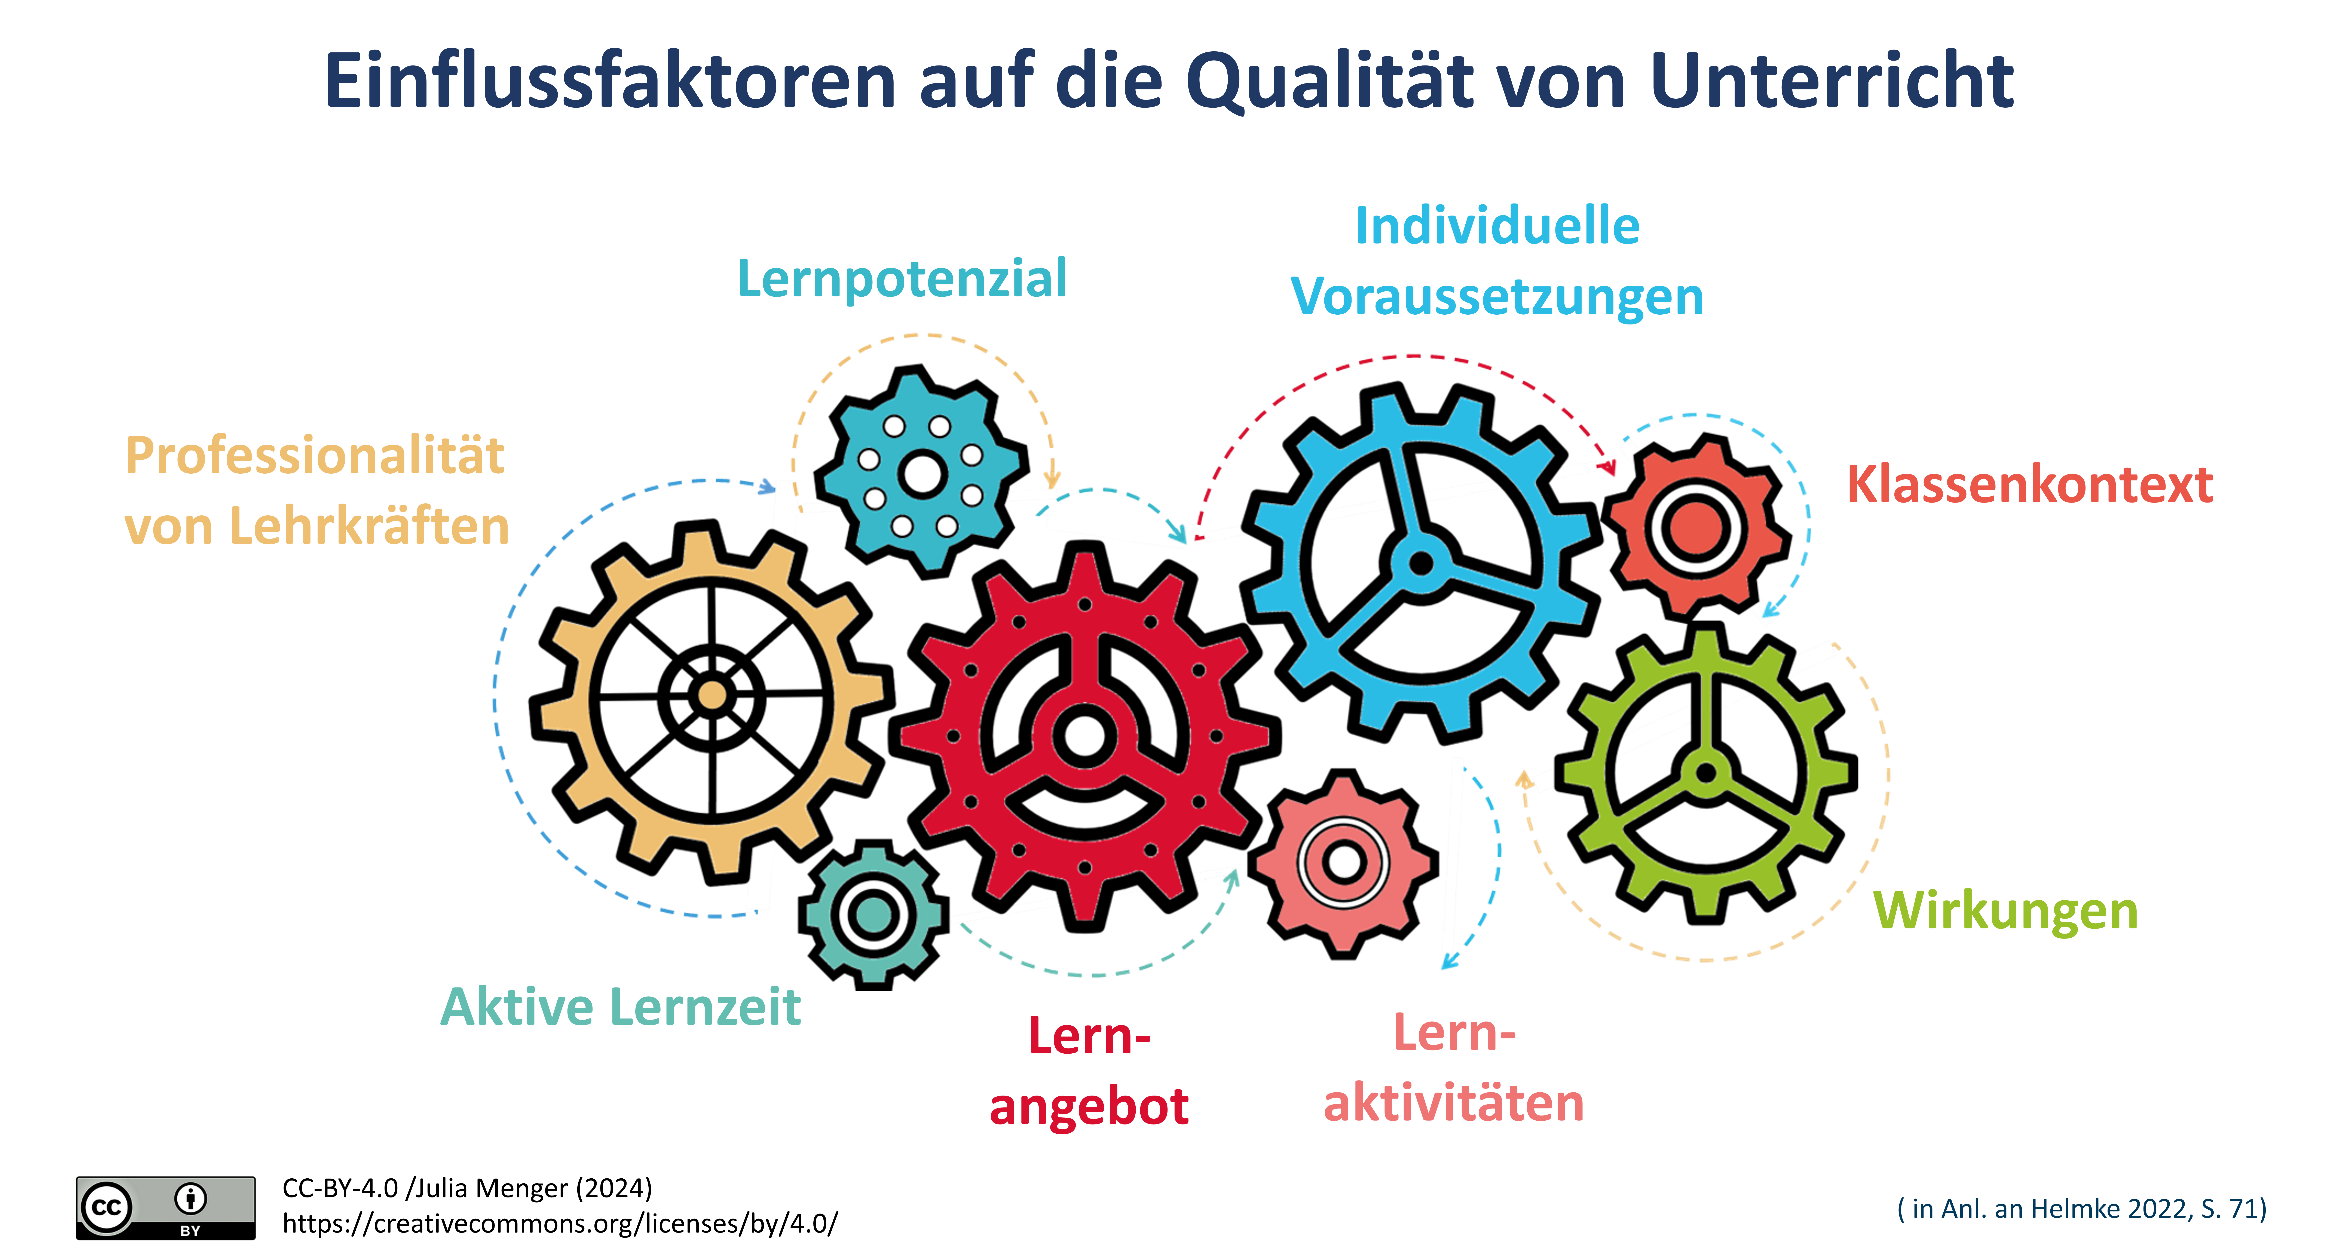 Einflussfaktoren auf die Qualität von Unterricht
Individuelle
Voraussetzungen
Lernpotenzial
Professionalität
von Lehrkräften
Klassenkontext
Wirkungen
Aktive Lernzeit
Lern-
angebot
Lern-
aktivitäten
cc
BY
CC-BY-4.0 /Julia Menger (2024)
https://creativecommons.org/licenses/by/4.0/
( in Anl. an Helmke 2022, S. 71)